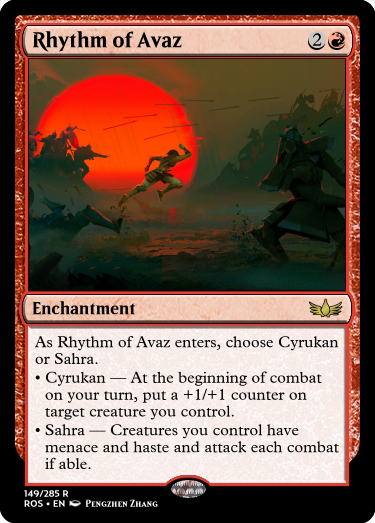 Rhythm of Avaz 2
Enchantment
As Rhythm of Avaz enters, choose Cyrukan
or Sahra.
• Cyrukan — At the beginning of combat
on your turn, put a +1/+1 counter on
target creature you control.
• Sahra — Creatures you control have
menace and haste and attack each combat
if able.
149/285 R
ROS • EN Pengzhen Zhang